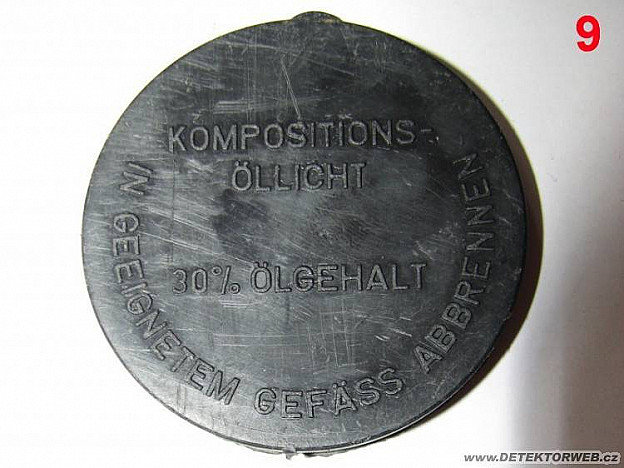 9
KOMPOSITIONS-
ÖLLICHT
30% ÖLGEHALT
IN GEEIGNETEM GEFÄSS ABBRENNEN
www.DETEKTORWEB.cz